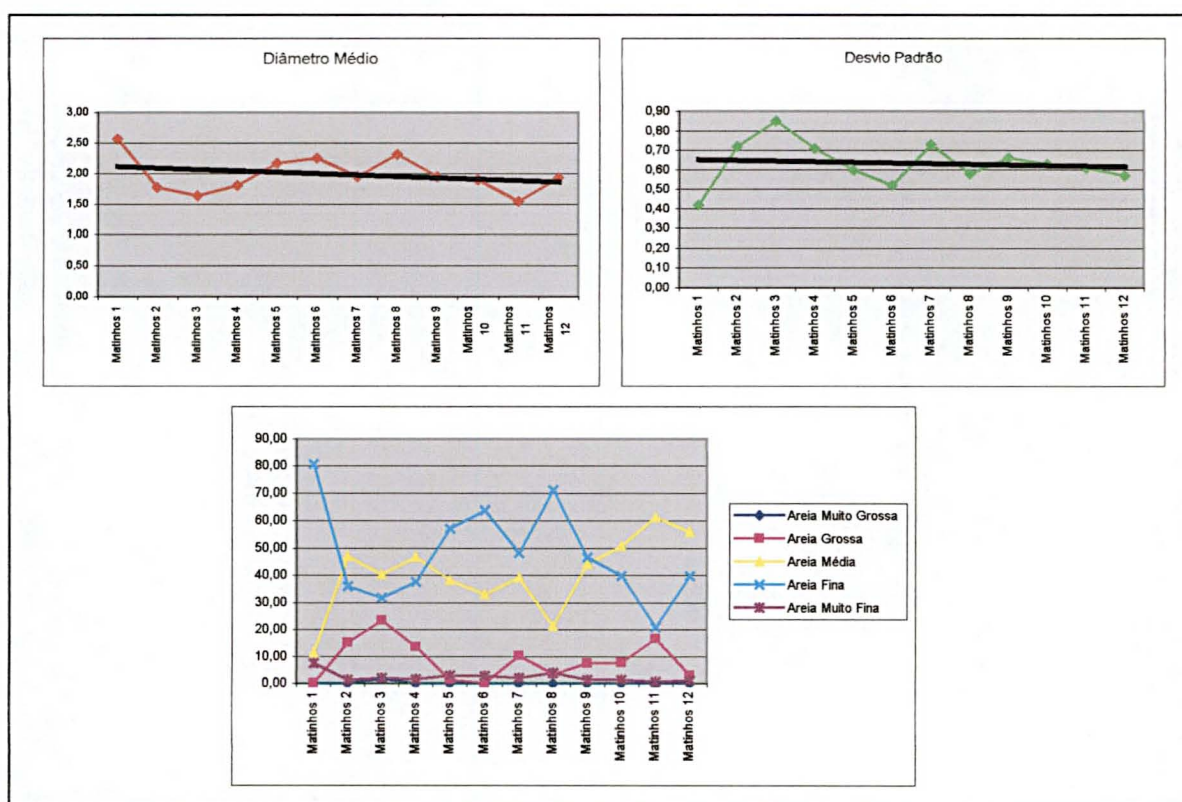 Diâmetro Médio
3,00
2,50
2,00
1,50
1,00
0,50
0,00
Matinhos 1
Matinhos 2
Matinhos 3
Matinhos 4
Matinhos 5
Matinhos 6
Matinhos 7
Matinhos 8
Matinhos 9
Matinhos 10
Matinhos 11
Matinhos 12
Desvio Padrão
0,90
0,80
0,70
0,60
0,50
0,40
0,30
0,20
0,10
0,00
Matinhos 1
Matinhos 2
Matinhos 3
Matinhos 4
Matinhos 5
Matinhos 6
Matinhos 7
Matinhos 8
Matinhos 9
Matinhos 10
Matinhos 11
Matinhos 12
90,00
80,00
70,00
60,00
50,00
40,00
30,00
20,00
10,00
0,00
Matinhos 1
Matinhos 2
Matinhos 3
Matinhos 4
Matinhos 5
Matinhos 6
Matinhos 7
Matinhos 8
Matinhos 9
Matinhos 10
Matinhos 11
Matinhos 12
Areia Muito Grossa
Areia Grossa
Areia Média
Areia Fina
Areia Muito Fina